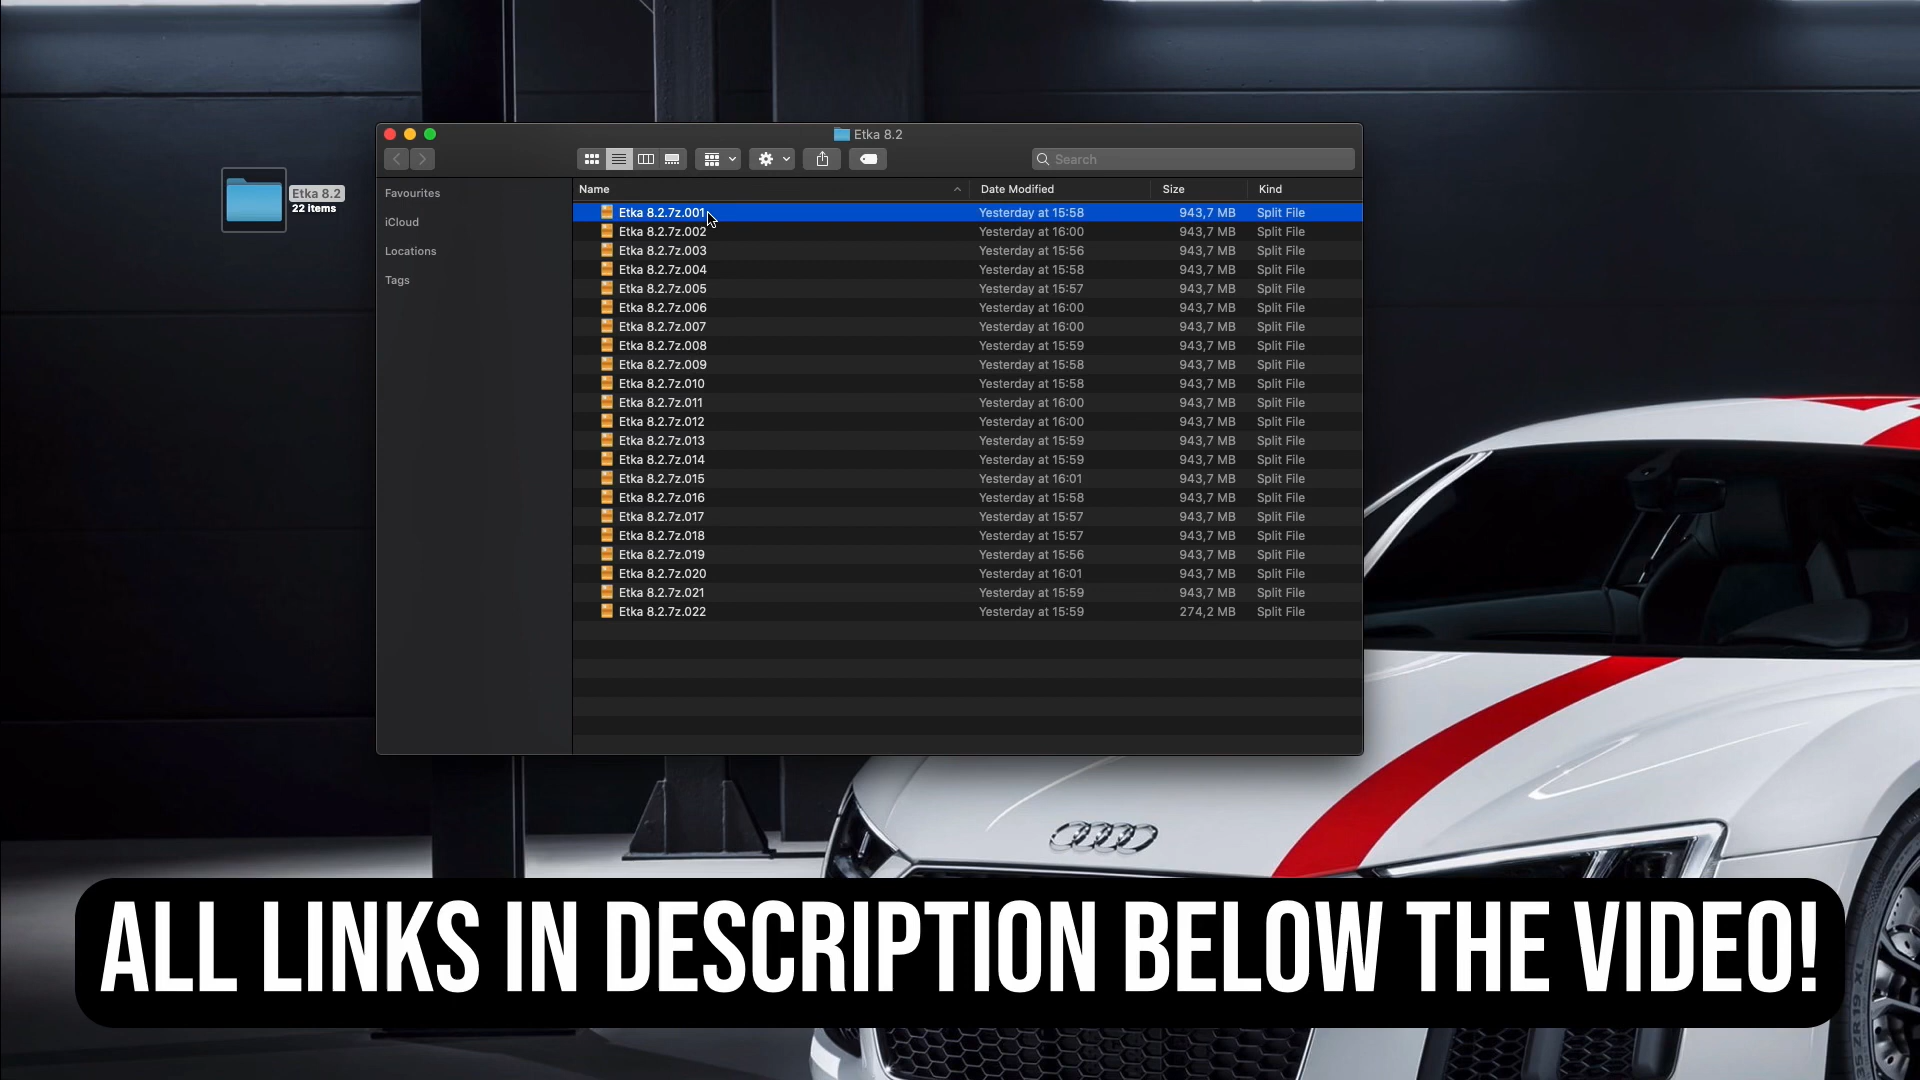 Etka 8.2
Etka 8.2
22 items
Search
Favourites
iCloud
Locations
Tags
Name Date Modified Size Kind
Etka 8.2.7z.001 Yesterday at 15:58 943,7 MB Split File
Etka 8.2.7z.002 Yesterday at 16:00 943,7 MB Split File
Etka 8.2.7z.003 Yesterday at 15:56 943,7 MB Split File
Etka 8.2.7z.004 Yesterday at 15:58 943,7 MB Split File
Etka 8.2.7z.005 Yesterday at 15:57 943,7 MB Split File
Etka 8.2.7z.006 Yesterday at 16:00 943,7 MB Split File
Etka 8.2.7z.007 Yesterday at 16:00 943,7 MB Split File
Etka 8.2.7z.008 Yesterday at 15:59 943,7 MB Split File
Etka 8.2.7z.009 Yesterday at 15:58 943,7 MB Split File
Etka 8.2.7z.010 Yesterday at 15:58 943,7 MB Split File
Etka 8.2.7z.011 Yesterday at 16:00 943,7 MB Split File
Etka 8.2.7z.012 Yesterday at 16:00 943,7 MB Split File
Etka 8.2.7z.013 Yesterday at 15:59 943,7 MB Split File
Etka 8.2.7z.014 Yesterday at 15:59 943,7 MB Split File
Etka 8.2.7z.015 Yesterday at 16:01 943,7 MB Split File
Etka 8.2.7z.016 Yesterday at 15:58 943,7 MB Split File
Etka 8.2.7z.017 Yesterday at 15:57 943,7 MB Split File
Etka 8.2.7z.018 Yesterday at 15:57 943,7 MB Split File
Etka 8.2.7z.019 Yesterday at 15:56 943,7 MB Split File
Etka 8.2.7z.020 Yesterday at 16:01 943,7 MB Split File
Etka 8.2.7z.021 Yesterday at 15:59 943,7 MB Split File
Etka 8.2.7z.022 Yesterday at 15:59 274,2 MB Split File
ALL LINKS IN DESCRIPTION BELOW THE VIDEO!